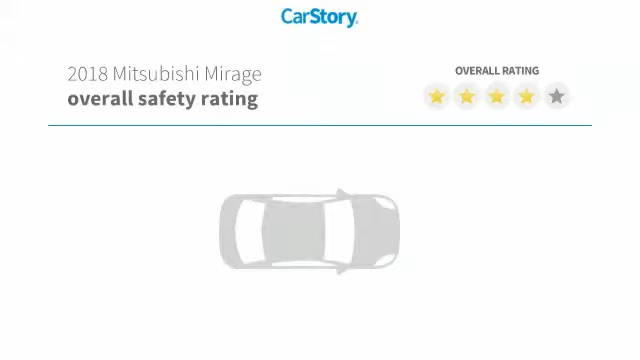 CarStory.
2018 Mitsubishi Mirage
overall safety rating
OVERALL RATING